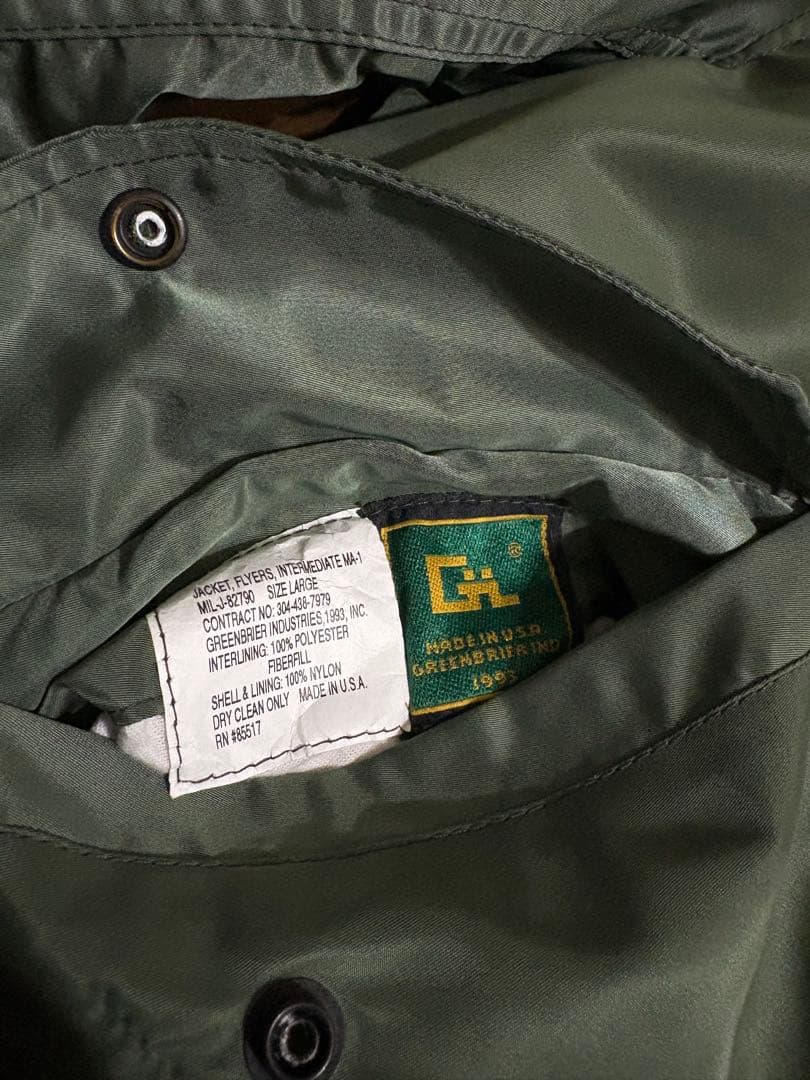 JACKET, FLYERS, INTERMEDIATE MA-1
MIL-J-82790 SIZE LARGE
CONTRACT NO: 304-438-7979
GREENBRIER INDUSTRIES,1993, INC.
INTERLINING: 100% POLYESTER
FIBERFILL
SHELL & LINING: 100% NYLON
DRY CLEAN ONLY MADE IN U.S.A.
RN #85517
®
MADE IN USA
GREENBRIER IND
1993